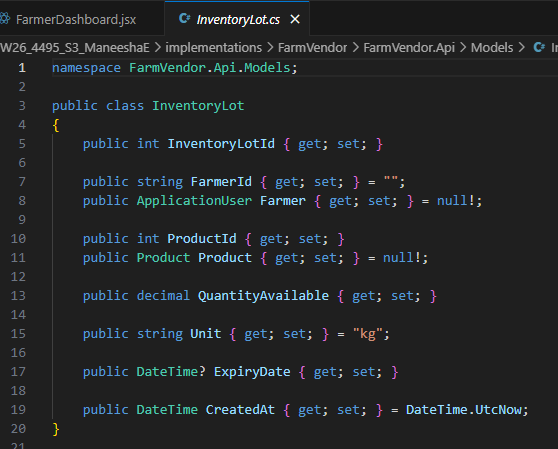 FarmerDashboard.jsx
InventoryLot.cs
W26_4495_S3_ManeeshaE > implementations > FarmVendor > FarmVendor.Api > Models >
1 namespace FarmVendor.Api.Models;
2
3 public class InventoryLot
4 {
5 public int InventoryLotId { get; set; }
6
7 public string FarmerId { get; set; } = "";
8 public ApplicationUser Farmer { get; set; } = null!;
9
10 public int ProductId { get; set; }
11 public Product Product { get; set; } = null!;
12
13 public decimal QuantityAvailable { get; set; }
14
15 public string Unit { get; set; } = "kg";
16
17 public DateTime? ExpiryDate { get; set; }
18
19 public DateTime CreatedAt { get; set; } = DateTime.UtcNow;
20 }
21